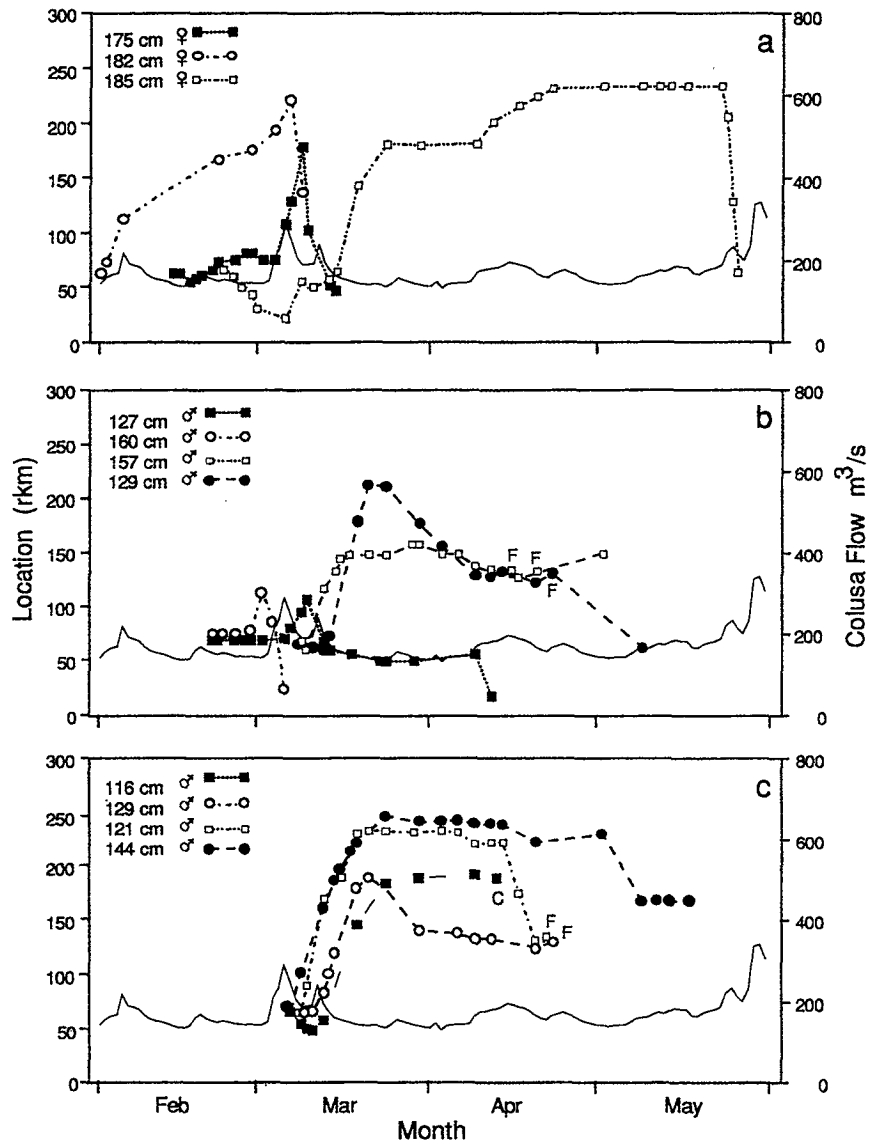 300
250
200
150
100
50
0
800
600
400
200
0
175 cm ♀
182 cm ♀
185 cm ♀
a
300
250
200
150
100
50
0
800
600
400
200
0
127 cm ♂
160 cm ♂
157 cm ♂
129 cm ♂
b
F
F
F
Location (rkm)
Colusa Flow m³/s
300
250
200
150
100
50
0
800
600
400
200
0
116 cm ♂
129 cm ♂
121 cm ♂
144 cm ♂
c
C
F
F
Feb
Mar
Apr
May
Month